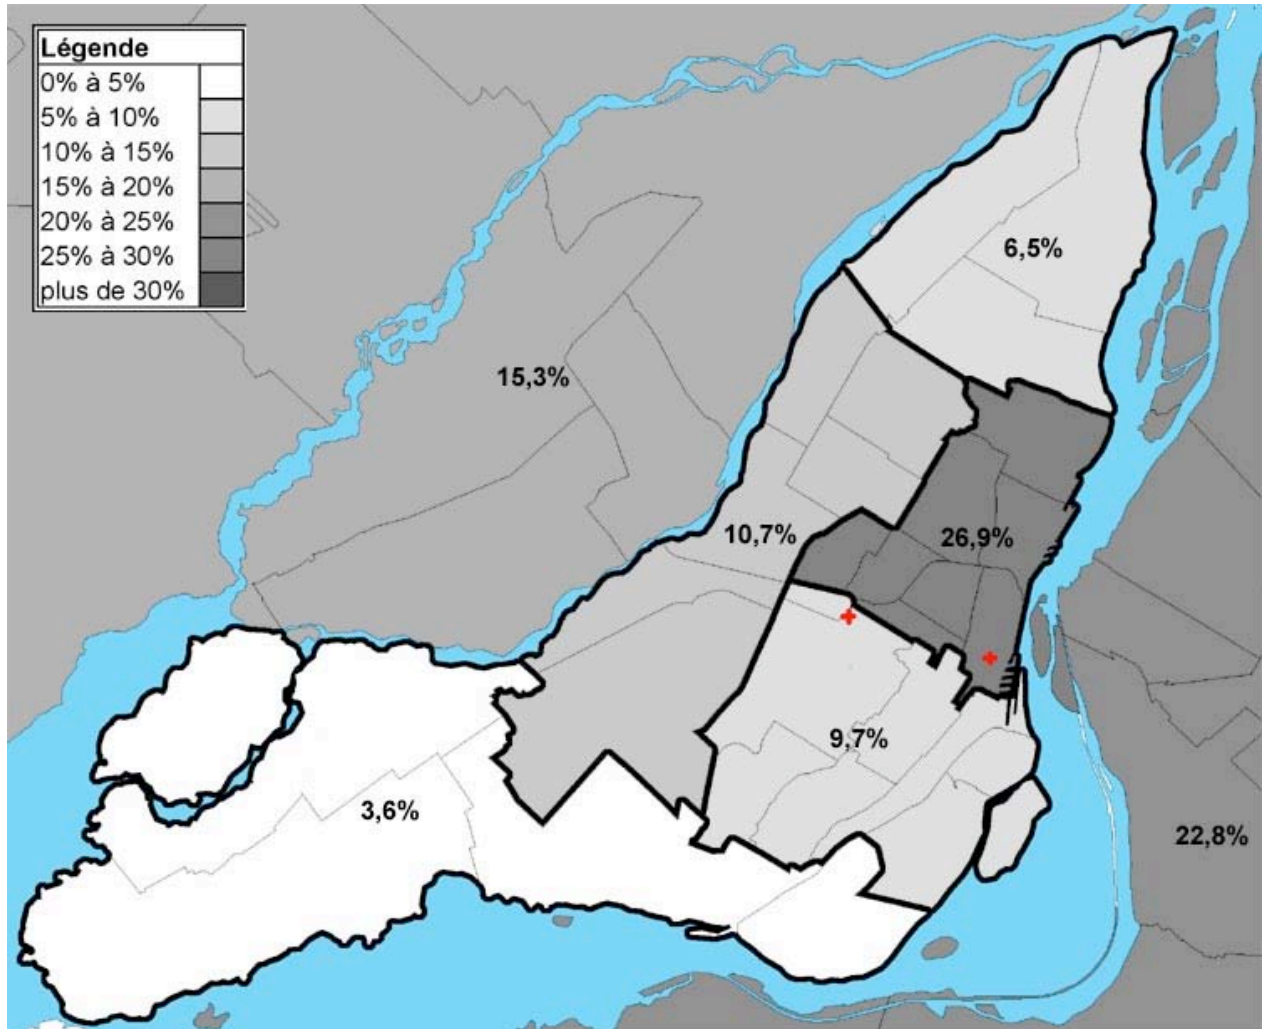 Légende
0% à 5%
5% à 10%
10% à 15%
15% à 20%
20% à 25%
25% à 30%
plus de 30%
6,5%
15,3%
10,7%
26,9%
9,7%
3,6%
22,8%